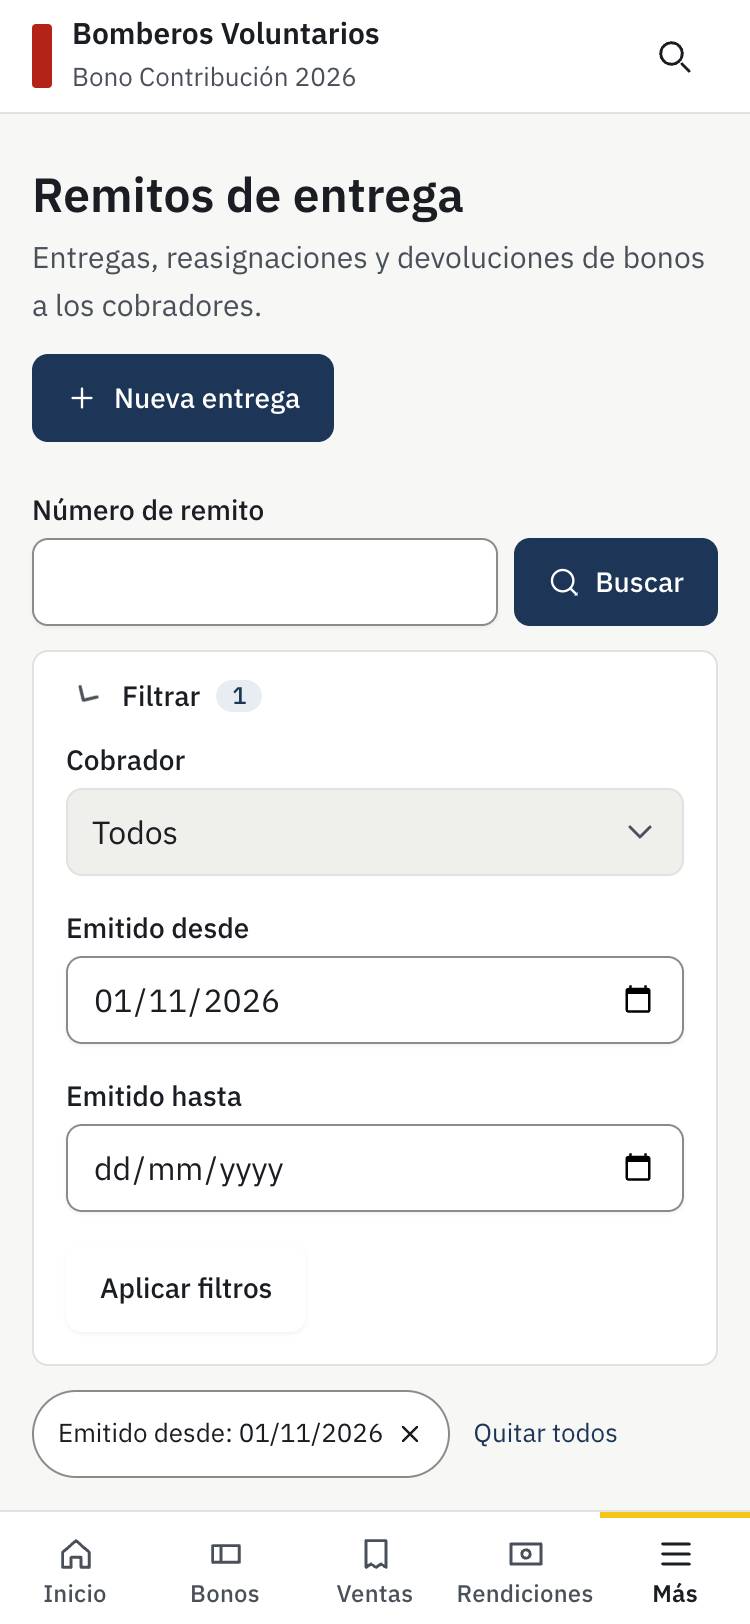 Bomberos Voluntarios
Bono Contribución 2026
Remitos de entrega
Entregas, reasignaciones y devoluciones de bonos
a los cobradores.
Nueva entrega
Número de remito
Buscar
Filtrar 1
Cobrador
Todos
Emitido desde
01/11/2026
Emitido hasta
dd/mm/yyyy
Aplicar filtros
Emitido desde: 01/11/2026
Quitar todos
Inicio
Bonos
Ventas
Rendiciones
Más